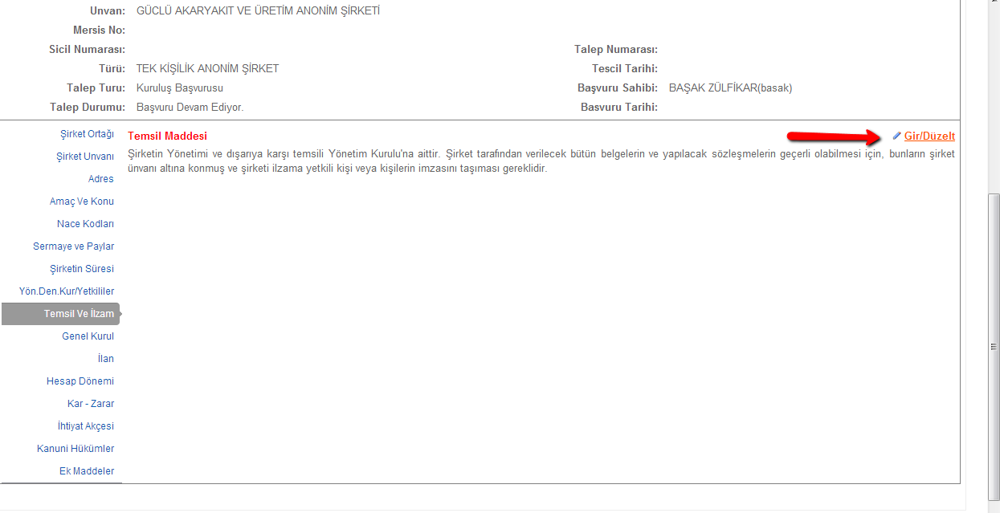 Unvan: GÜCLÜ AKARYAKIT VE ÜRETİM ANONİM ŞİRKETİ
Mersis No:
Sicil Numarası: Talep Numarası:
Türü: TEK KİŞİLİK ANONİM ŞİRKET Tescil Tarihi:
Talep Turu: Kuruluş Başvurusu Başvuru Sahibi: BAŞAK ZÜLFİKAR(basak)
Talep Durumu: Başvuru Devam Ediyor. Basvuru Tarihi:
Şirket Ortağı
Şirket Unvanı
Adres
Amaç Ve Konu
Nace Kodları
Sermaye ve Paylar
Şirketin Süresi
Yön.Den.Kur/Yetkililer
Temsil Ve İlzam
Genel Kurul
İlan
Hesap Dönemi
Kar - Zarar
İhtiyat Akçesi
Kanuni Hükümler
Ek Maddeler
Temsil Maddesi Gir/Düzelt
Şirketin Yönetimi ve dışarıya karşı temsili Yönetim Kurulu'na aittir. Şirket tarafından verilecek bütün belgelerin ve yapılacak sözleşmelerin geçerli olabilmesi için, bunların şirket
ünvanı altına konmuş ve şirketi ilzama yetkili kişi veya kişilerin imzasını taşıması gereklidir.